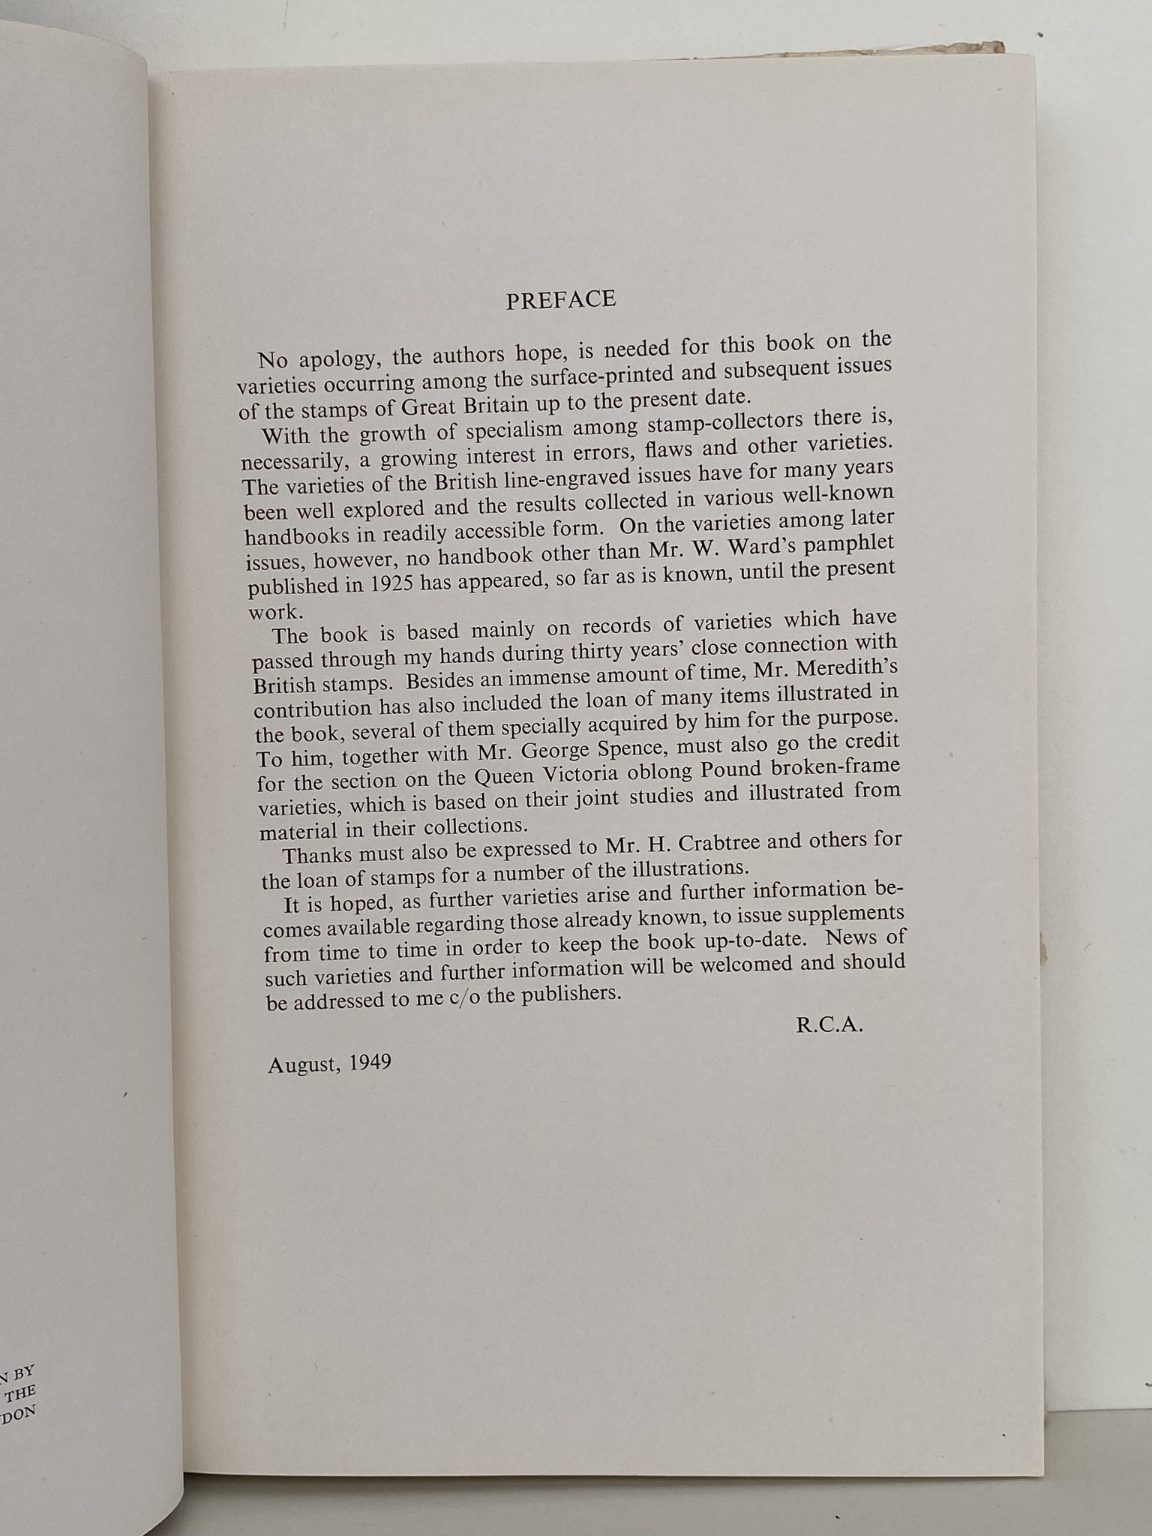 PREFACE
No apology, the authors hope, is needed for this book on the
varieties occurring among the surface-printed and subsequent issues
of the stamps of Great Britain up to the present date.
With the growth of specialism among stamp-collectors there is,
necessarily, a growing interest in errors, flaws and other varieties.
The varieties of the British line-engraved issues have for many years
been well explored and the results collected in various well-known
handbooks in readily accessible form. On the varieties among later
issues, however, no handbook other than Mr. W. Ward's pamphlet
published in 1925 has appeared, so far as is known, until the present
work.
The book is based mainly on records of varieties which have
passed through my hands during thirty years' close connection with
British stamps. Besides an immense amount of time, Mr. Meredith's
contribution has also included the loan of many items illustrated in
the book, several of them specially acquired by him for the purpose.
To him, together with Mr. George Spence, must also go the credit
for the section on the Queen Victoria oblong Pound broken-frame
varieties, which is based on their joint studies and illustrated from
material in their collections.
Thanks must also be expressed to Mr. H. Crabtree and others for
the loan of stamps for a number of the illustrations.
It is hoped, as further varieties arise and further information be-
comes available regarding those already known, to issue supplements
from time to time in order to keep the book up-to-date. News of
such varieties and further information will be welcomed and should
be addressed to me c/o the publishers.
R.C.A.
August, 1949
N BY
THE
DON